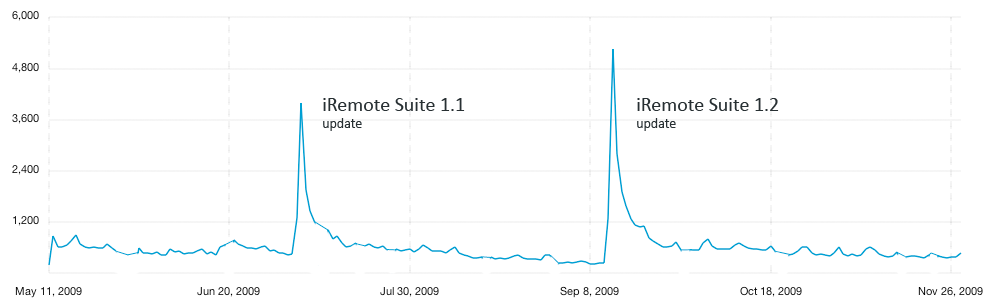 6,000
4,800
3,600
2,400
1,200
iRemote Suite 1.1
update
iRemote Suite 1.2
update
May 11, 2009
Jun 20, 2009
Jul 30, 2009
Sep 8, 2009
Oct 18, 2009
Nov 26, 2009